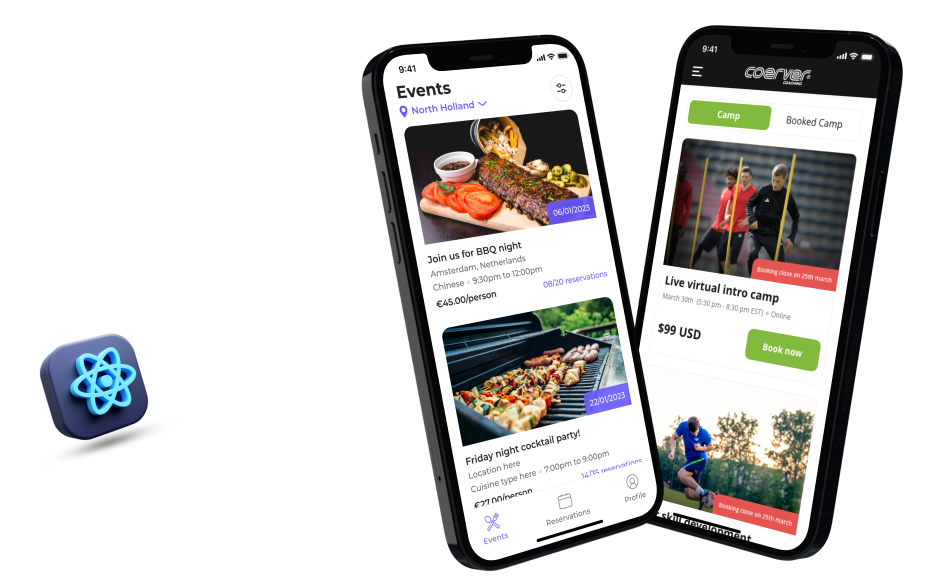 9:41
Events
North Holland
06/01/2023
Join us for BBQ night
Amsterdam, Netherlands
Chinese • 9:30pm to 12:00pm
€45.00/person
08/20 reservations
22/01/2023
Friday night cocktail party!
Location here
Cuisine type here • 7:00pm to 9:00pm
€27.00/person
14/35 reservations
Events
Reservations
Profile
9:41
coerver
COACHING
Camp
Booked Camp
Booking close on 25th march
Live virtual intro camp
March 30th (5:30 pm - 8:30 pm EST) • Online
$99 USD
Book now
Booking close on 25th march
skill development